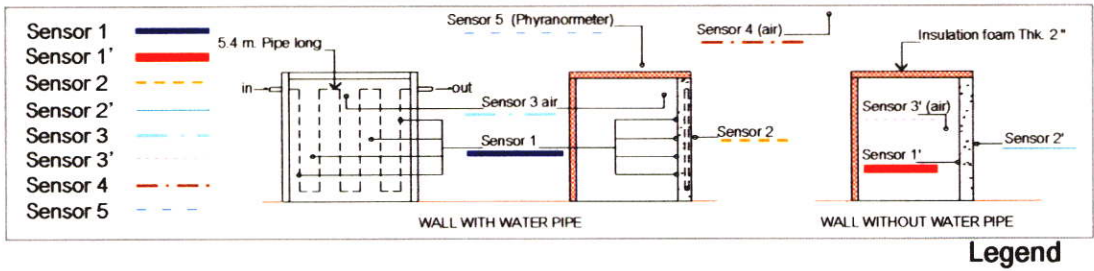 Sensor 1
Sensor 1'
Sensor 2
Sensor 2'
Sensor 3
Sensor 3'
Sensor 4
Sensor 5
5.4 m. Pipe long
in
out
Sensor 5 (Phyranormeter)
Sensor 4 (air)
Insulation foam Thk. 2"
Sensor 3 air
Sensor 1
Sensor 2
Sensor 3' (air)
Sensor 1'
Sensor 2'
WALL WITH WATER PIPE
WALL WITHOUT WATER PIPE
Legend